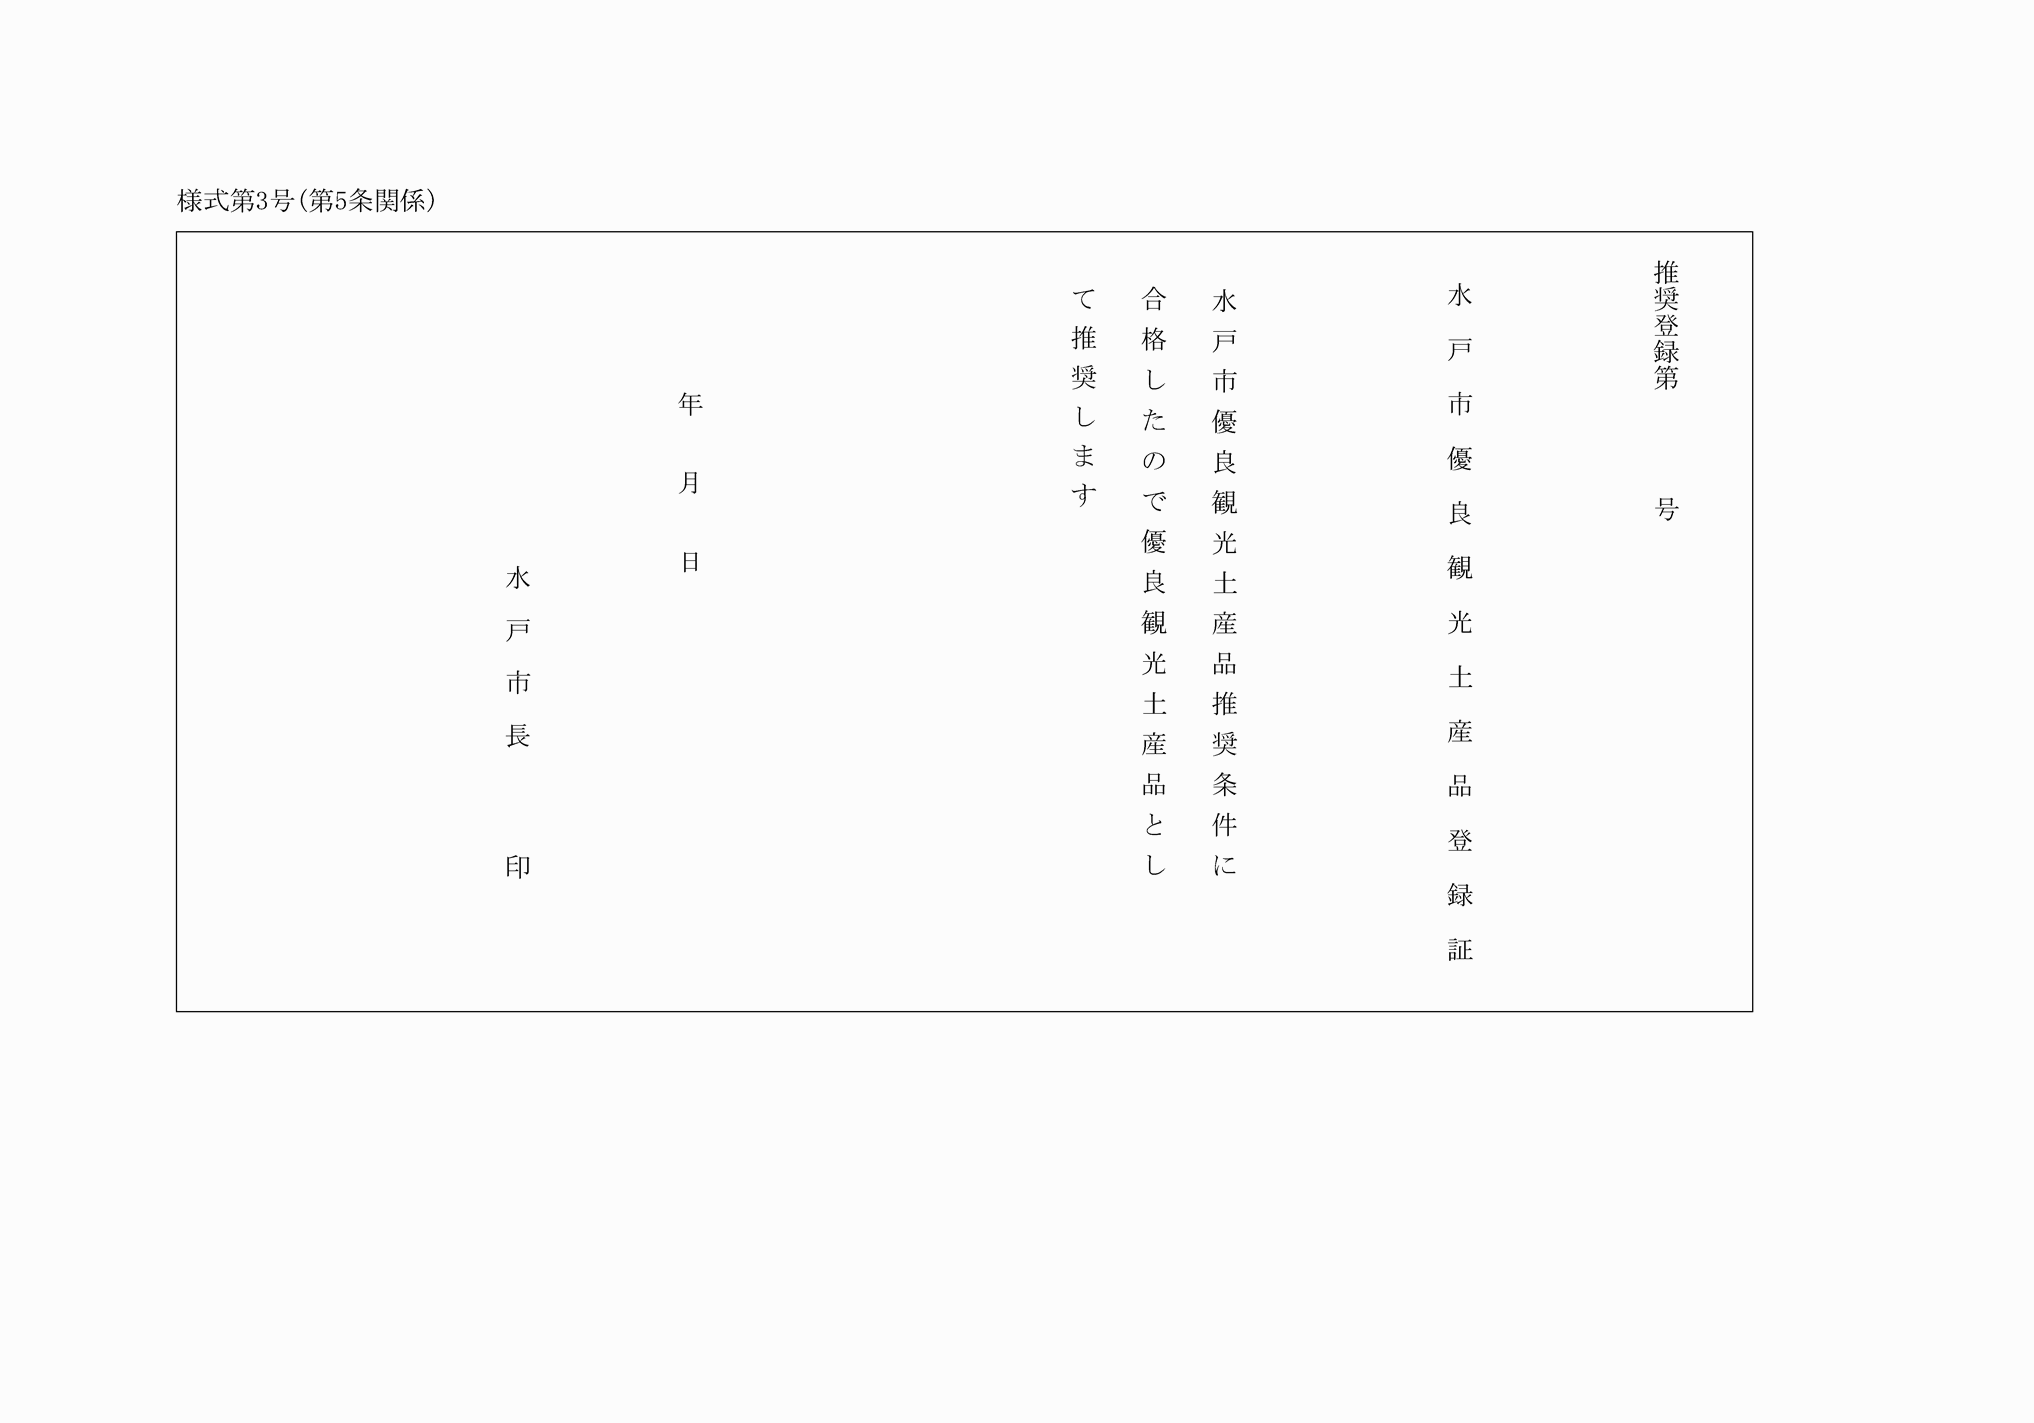 様式第3号(第5条関係)
推奨登録第　　　　号
水戸市優良観光土産品登録証
水戸市優良観光土産品推奨条件に
合格したので優良観光土産品とし
て推奨します
年　月　日
水戸市長　　印